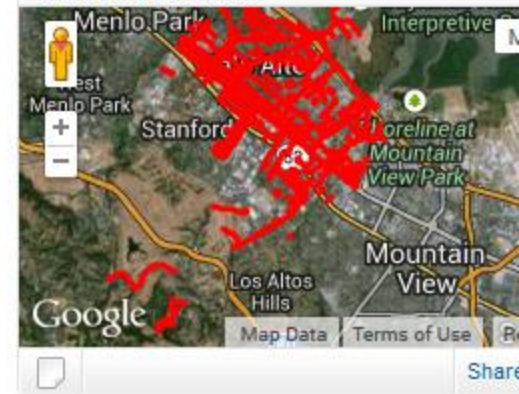 Menlo Park
Interpretive
M
West
Menlo Park
Stanford
Shoreline at
Mountain
View Park
Mountain
View
Los Altos
Hills
Google
Map Data
Terms of Use
Re
Share